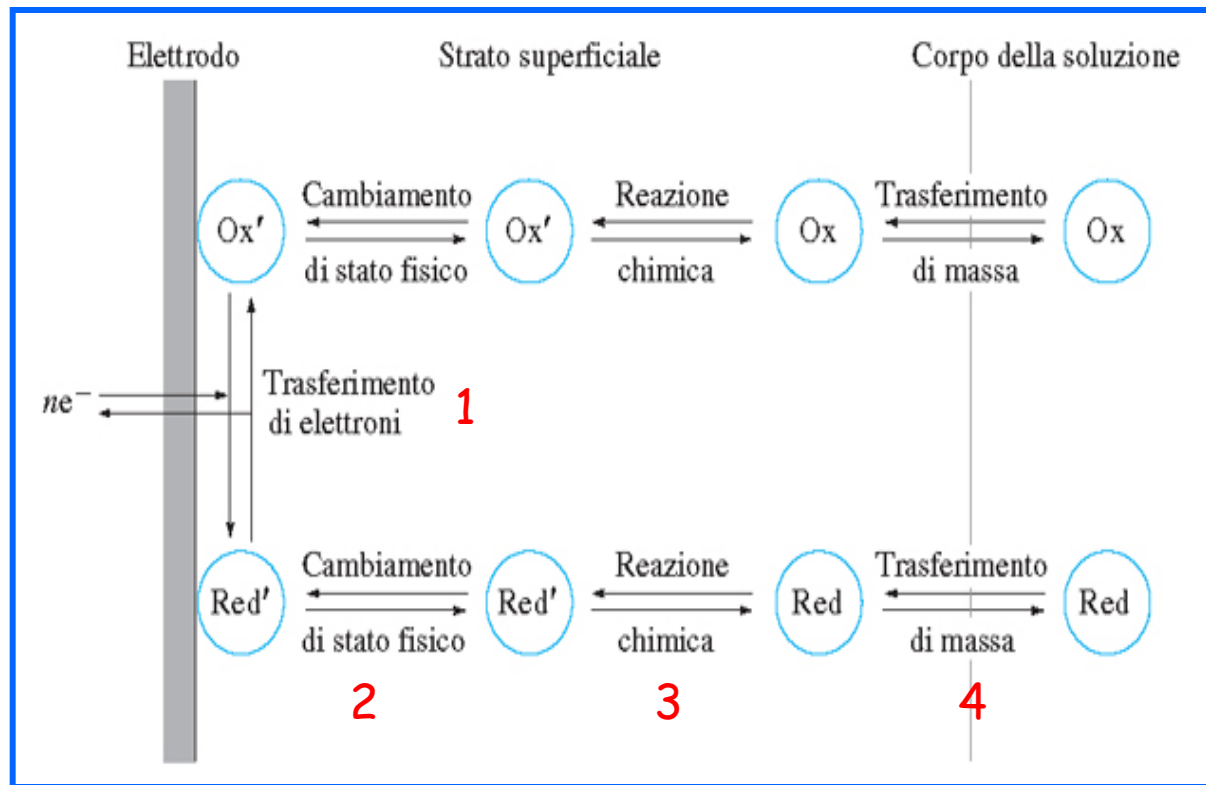 Elettrodo
Strato superficiale
Corpo della soluzione
Cambiamento
Reazione
Trasferimento
Ox′
Ox′
Ox
Ox
di stato fisico
chimica
di massa
ne⁻
Trasferimento
di elettroni
1
Cambiamento
Reazione
Trasferimento
Red′
Red′
Red
Red
di stato fisico
chimica
di massa
2
3
4